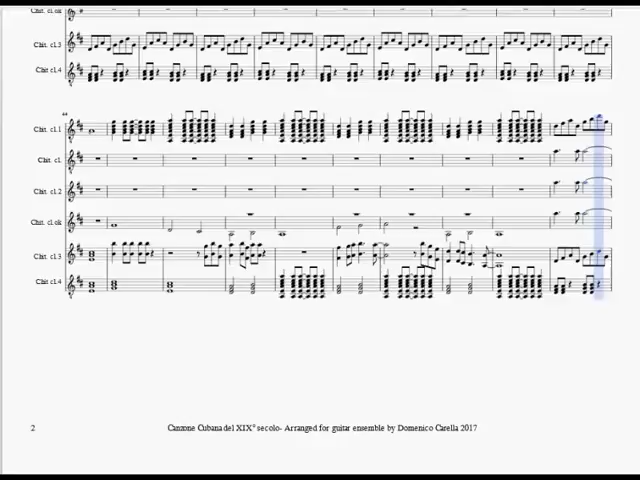 Chit. cl.ok
Chit. cl.3
Chit cl.4
Chit. cl.1
Chit. cl.
Chit. cl.2
Chit. cl.ok
Chit. cl.3
Chit. cl.4
2 Canzone Cubana del XIX° secolo- Arranged for guitar ensemble by Domenico Carella 2017